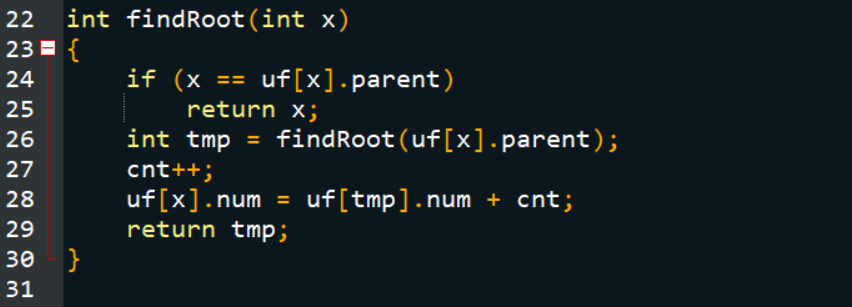 22 int findRoot(int x)
23 {
24     if (x == uf[x].parent)
25         return x;
26     int tmp = findRoot(uf[x].parent);
27     cnt++;
28     uf[x].num = uf[tmp].num + cnt;
29     return tmp;
30 }
31